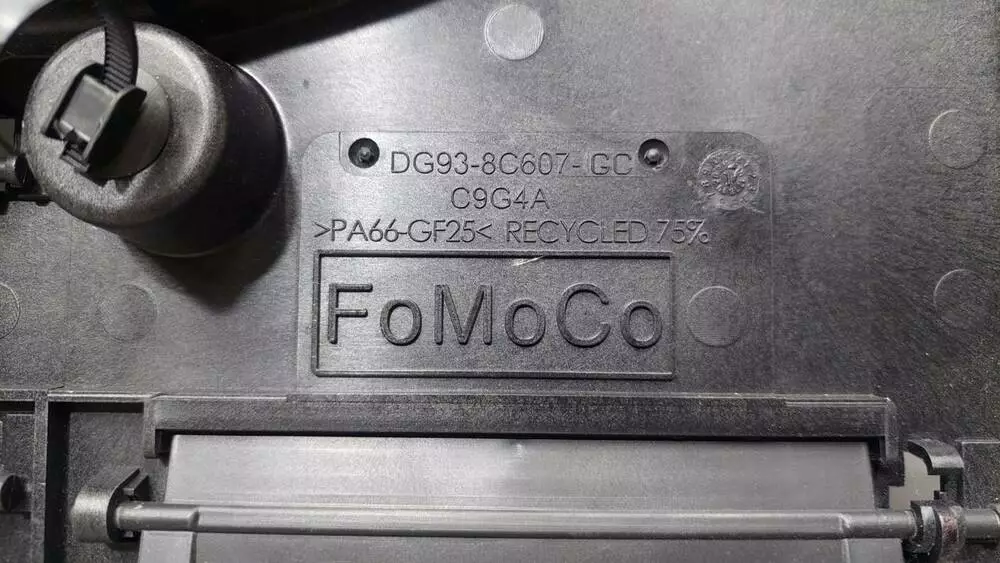 DG93-8C607-GC
C9G4A
>PA66-GF25< RECYCLED 75%
FoMoCo